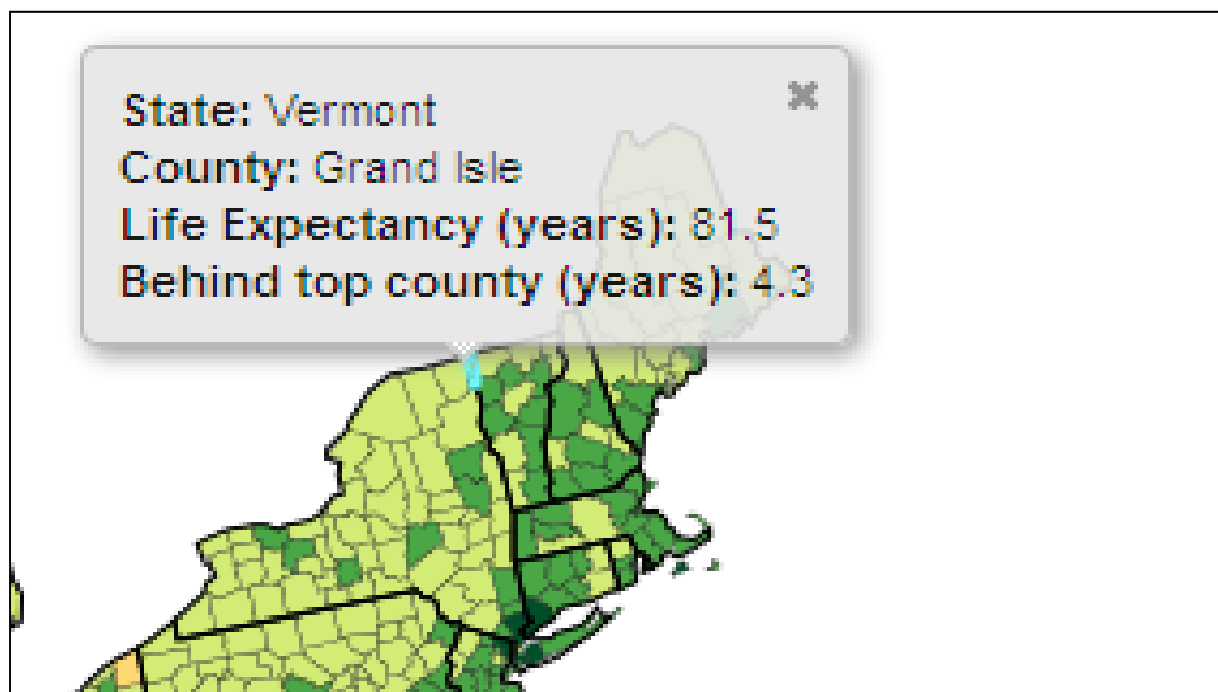 State: Vermont
County: Grand Isle
Life Expectancy (years): 81.5
Behind top county (years): 4.3